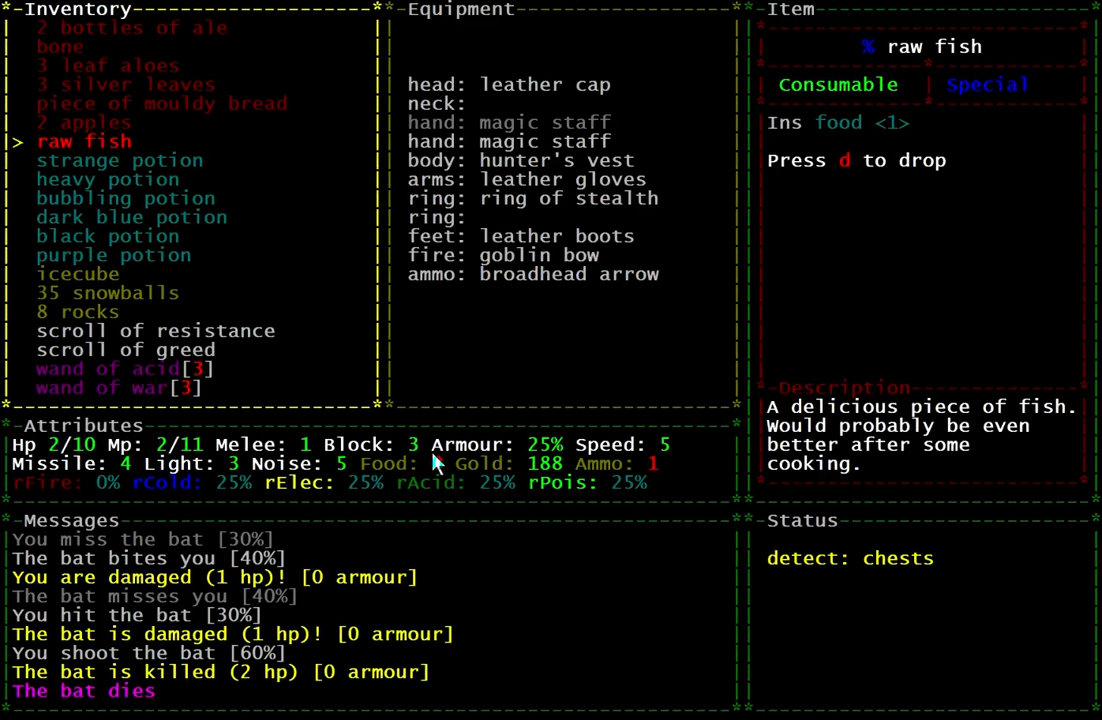 Inventory
2 bottles of ale
bone
3 leaf aloes
3 silver leaves
piece of mouldy bread
2 apples
> raw fish
strange potion
heavy potion
bubbling potion
dark blue potion
black potion
purple potion
icecube
35 snowballs
8 rocks
scroll of resistance
scroll of greed
wand of acid[3]
wand of war[3]
Equipment
head: leather cap
neck:
hand: magic staff
hand: magic staff
body: hunter's vest
arms: leather gloves
ring: ring of stealth
ring:
feet: leather boots
fire: goblin bow
ammo: broadhead arrow
Item
% raw fish
Consumable | Special
Ins food <1>
Press d to drop
Description
A delicious piece of fish.
Would probably be even
better after some
cooking.
Attributes
Hp 2/10 Mp: 2/11 Melee: 1 Block: 3 Armour: 25% Speed: 5
Missile: 4 Light: 3 Noise: 5 Food: Gold: 188 Ammo: 1
rFire: 0% rCold: 25% rElec: 25% rAcid: 25% rPois: 25%
Messages
You miss the bat [30%]
The bat bites you [40%]
You are damaged (1 hp)! [0 armour]
The bat misses you [40%]
You hit the bat [30%]
The bat is damaged (1 hp)! [0 armour]
You shoot the bat [60%]
The bat is killed (2 hp) [0 armour]
The bat dies
Status
detect: chests